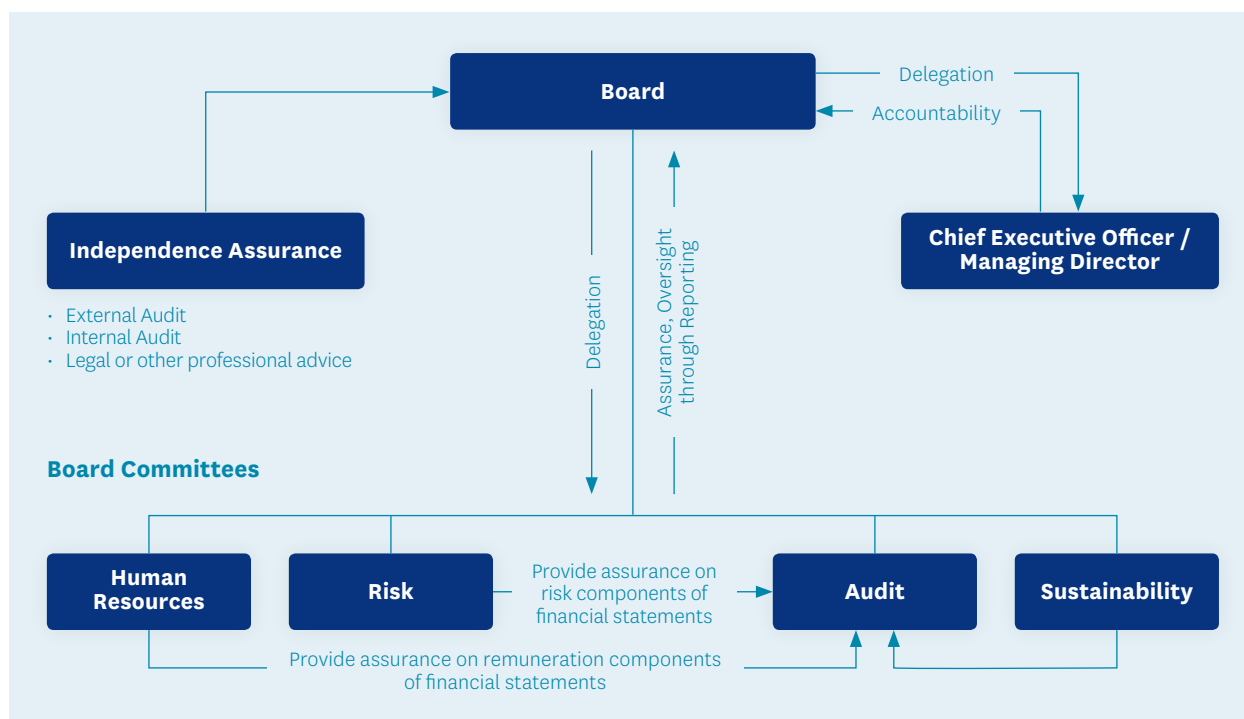 Board
Delegation
Accountability
Independence Assurance
Chief Executive Officer /
Managing Director
• External Audit
• Internal Audit
• Legal or other professional advice
Delegation
Assurance, Oversight
through Reporting
Board Committees
Human
Resources
Risk
Provide assurance on
risk components of
financial statements
Audit
Sustainability
Provide assurance on remuneration components
of financial statements